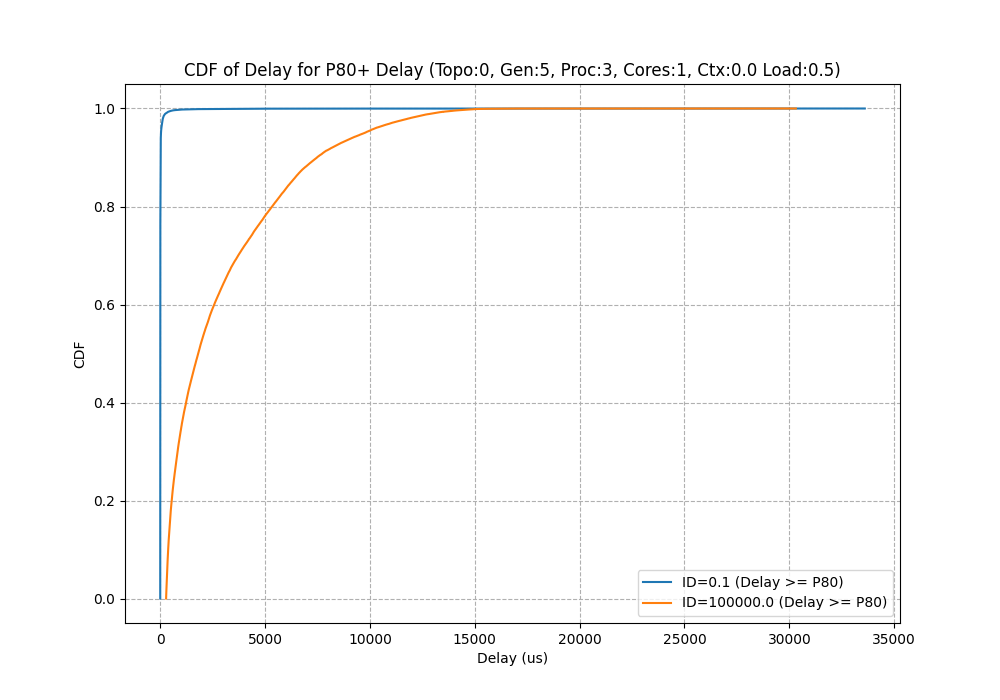 CDF of Delay for P80+ Delay (Topo:0, Gen:5, Proc:3, Cores:1, Ctx:0.0 Load:0.5)
1.0
0.8
0.6
0.4
0.2
0.0
CDF
0 5000 10000 15000 20000 25000 30000 35000
Delay (us)
ID=0.1 (Delay >= P80)
ID=100000.0 (Delay >= P80)